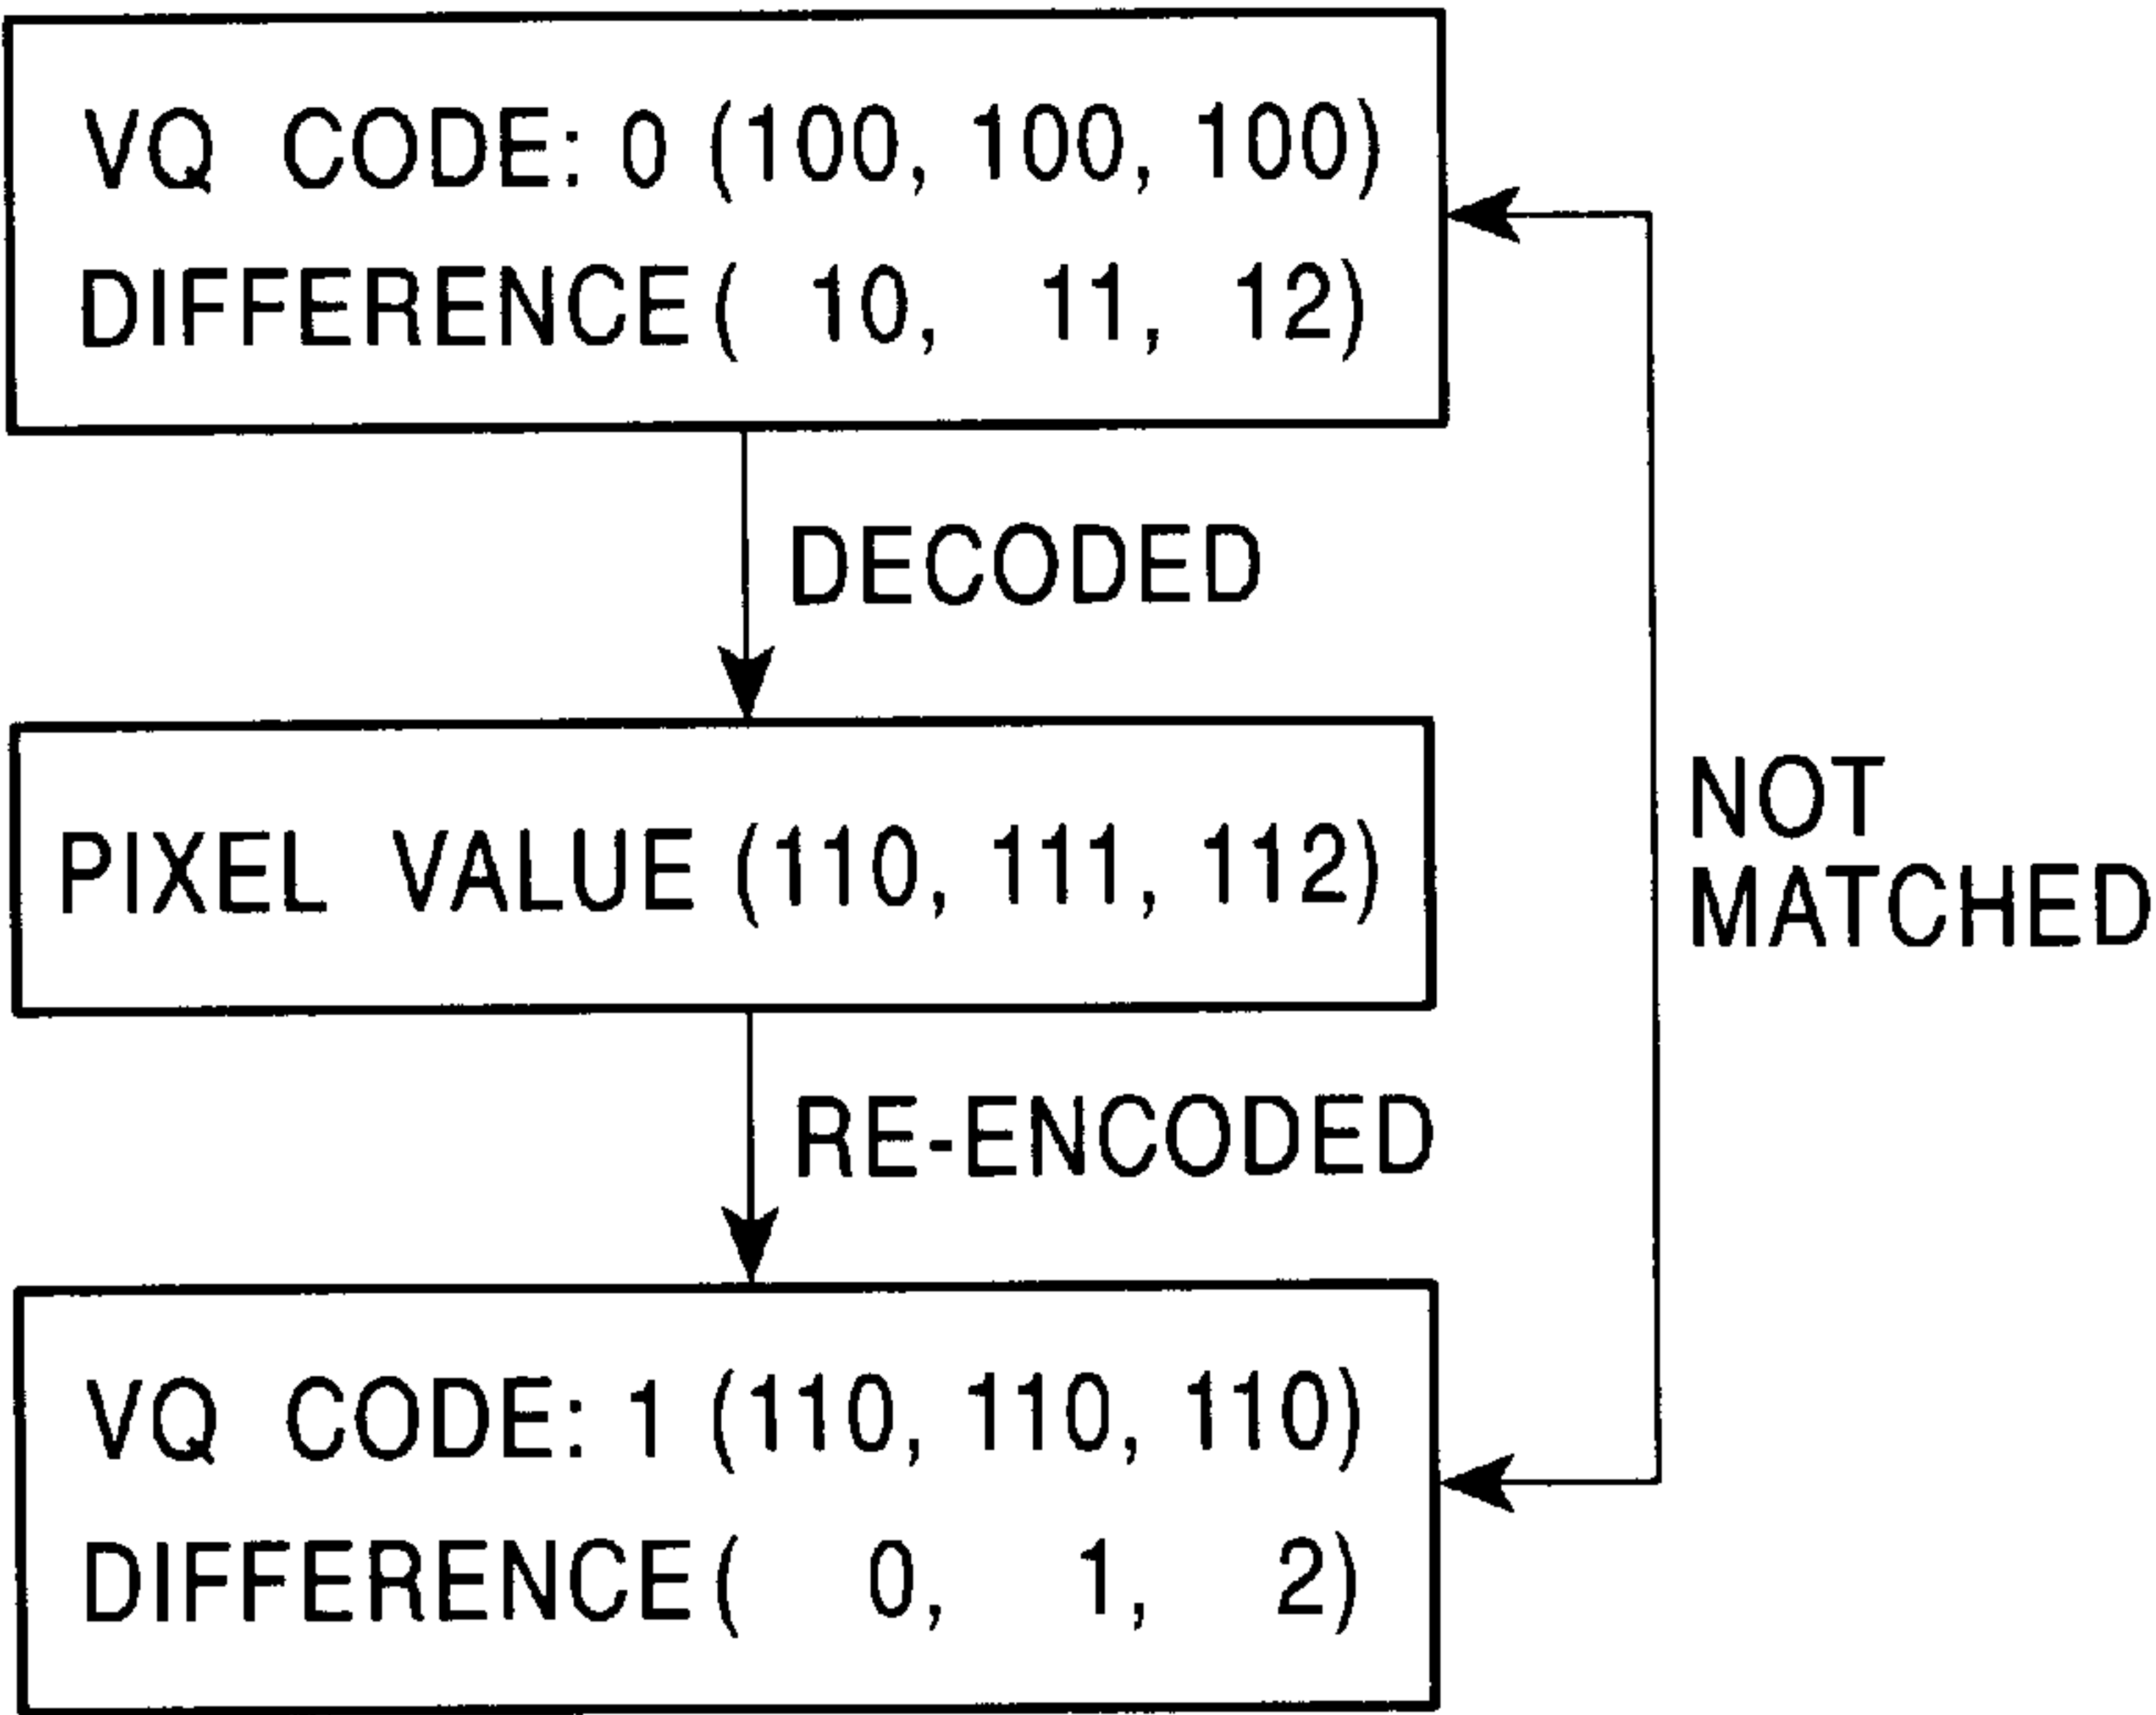 VQ CODE: 0 (100, 100, 100)
DIFFERENCE( 10, 11, 12)
DECODED
PIXEL VALUE (110, 111, 112)
NOT
MATCHED
RE-ENCODED
VQ CODE: 1 (110, 110, 110)
DIFFERENCE( 0, 1, 2)